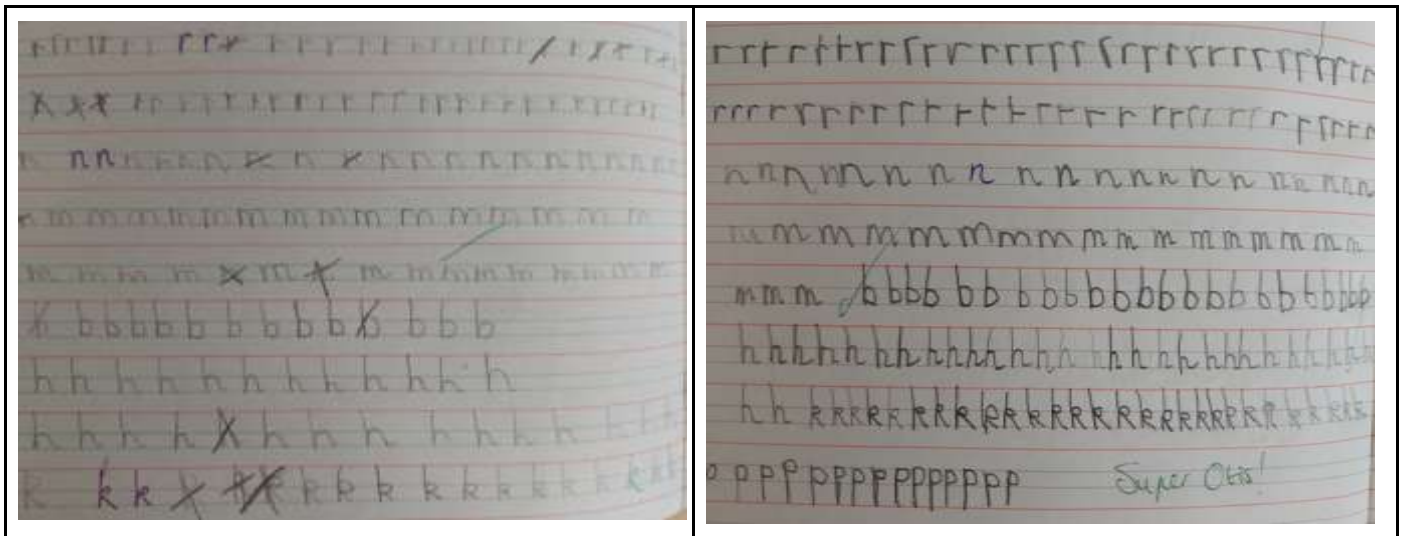 r r r r r r r r r r r r r r r r r r r r r r r r r r
r r r r r r r r r r r r r r r r r r r r r r
n n n n n n n n n n n n n n n n n n n
m m m m m m m m m m m m m m m
m m m m m m m m m m m m m
b b b b b b b b b b b b
h h h h h h h h h h h h h
h h h h h h h h h h h h h h
k k k k k k k k k k k k k k k
r r r r r r r r r r r r r r r r r r r r r r r r r r r r r r r
r r r r r r r r r r r r r r r r r r r r r r r r r r r
n n n m n n n n n n n n n n n n n n n
m m m m m m m m m m m m m m m
m m m b b b b b b b b b b b b b b b b b b b b b b
h h h h h h h h h h h h h h h h h h h h h h h h
h h k k k k k k k k k k k k k k k k k k k k k k k k k k
p p p p p p p p p p p p p p Super Otis!